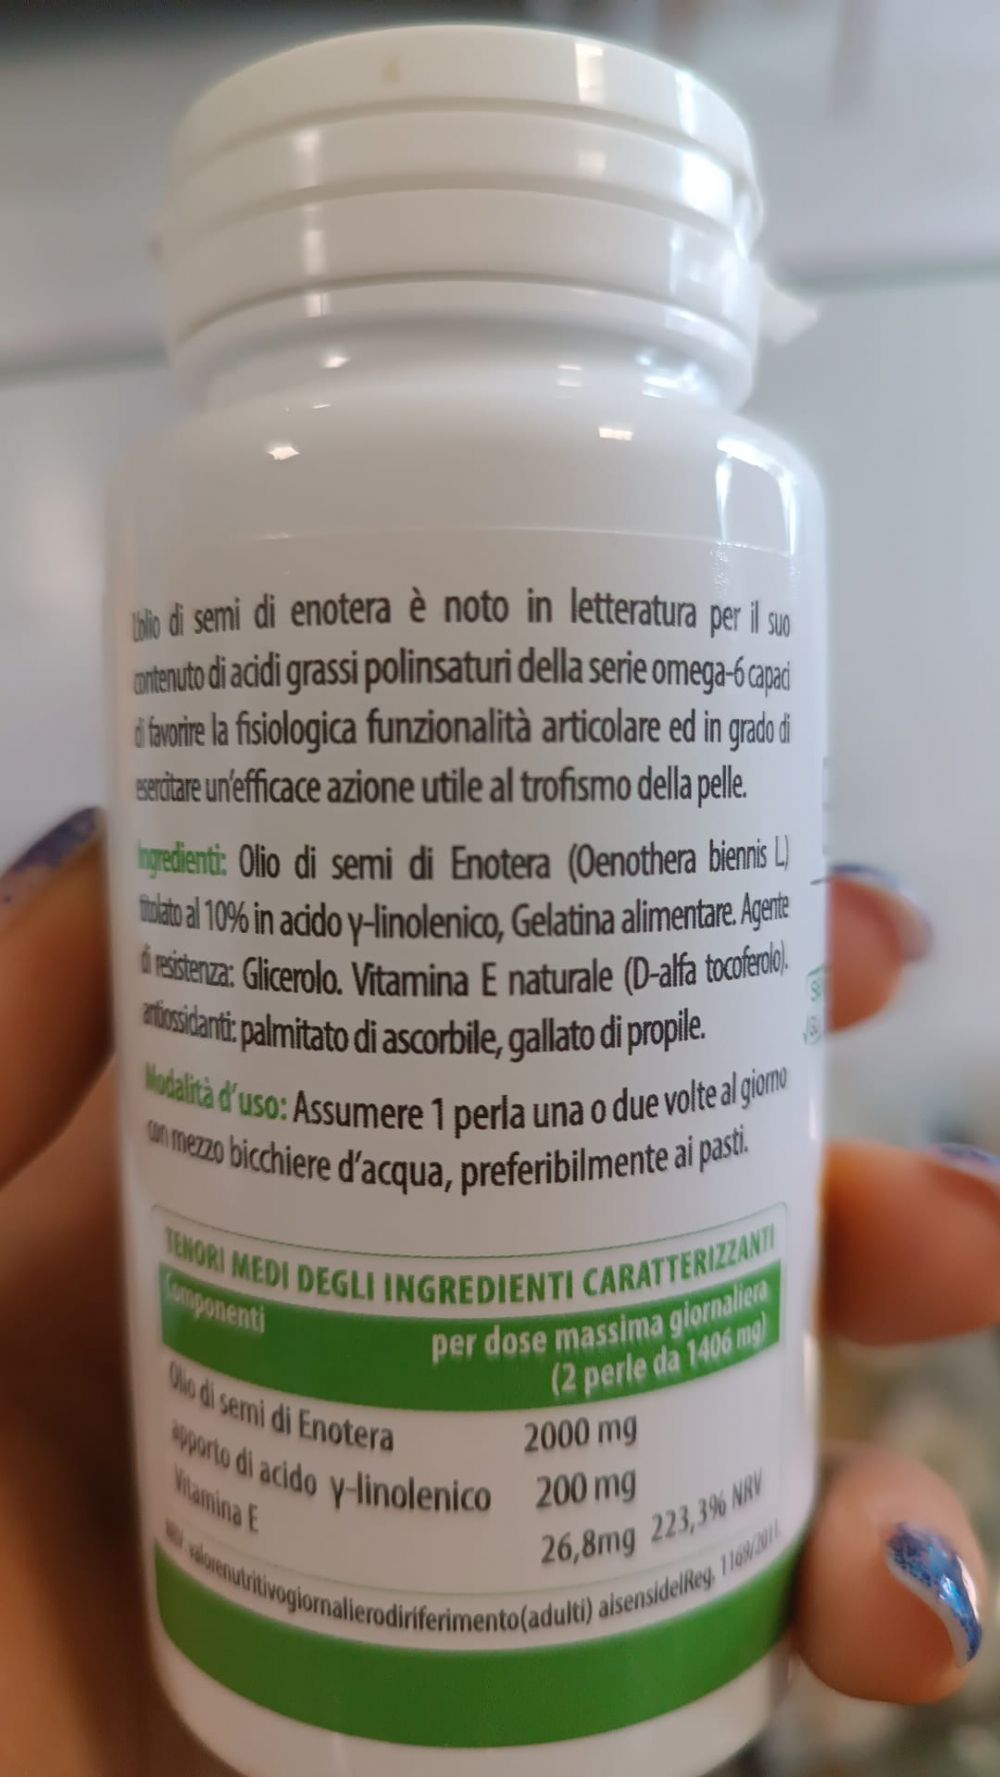 L'olio di semi di enotera è noto in letteratura per il suo
contenuto di acidi grassi polinsaturi della serie omega-6 capaci
di favorire la fisiologica funzionalità articolare ed in grado di
esercitare un'efficace azione utile al trofismo della pelle.
Ingredienti: Olio di semi di Enotera (Oenothera biennis L.)
titolato al 10% in acido γ-linolenico, Gelatina alimentare. Agente
di resistenza: Glicerolo. Vitamina E naturale (D-alfa tocoferolo).
antiossidanti: palmitato di ascorbile, gallato di propile.
Modalità d'uso: Assumere 1 perla una o due volte al giorno
con mezzo bicchiere d'acqua, preferibilmente ai pasti.
TENORI MEDI DEGLI INGREDIENTI CARATTERIZZANTI
Componenti per dose massima giornaliera
(2 perle da 1406 mg)
Olio di semi di Enotera 2000 mg
apporto di acido γ-linolenico 200 mg
Vitamina E 26,8mg 223,3% NRV
NRV: valorenutritivogiornalierodiriferimento(adulti) aisensidelReg. 1169/2011.